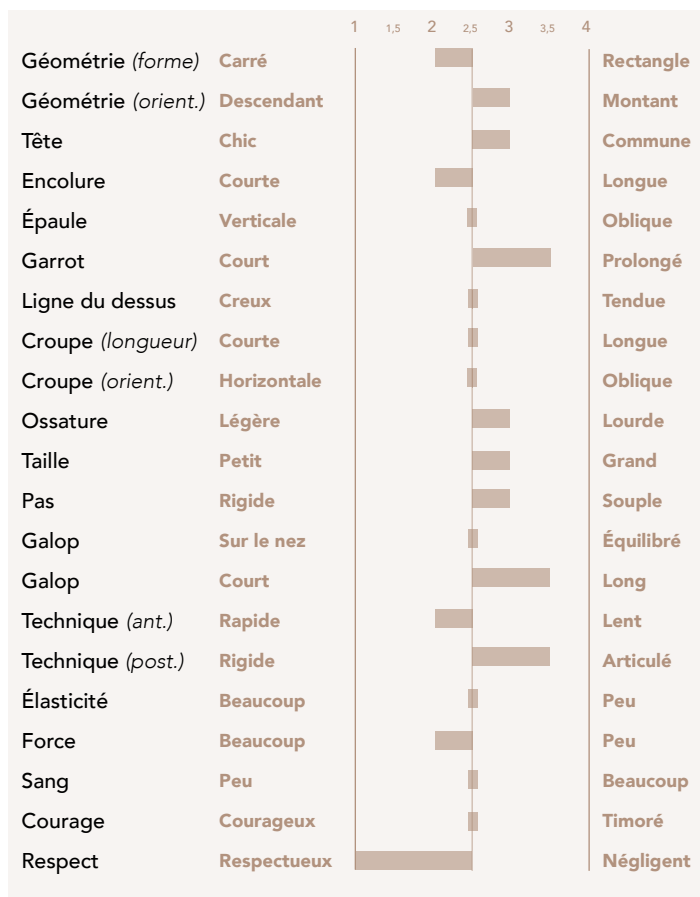 1 1,5 2 2,5 3 3,5 4
Géométrie (forme) Carré Rectangle
Géométrie (orient.) Descendant Montant
Tête Chic Commune
Encolure Courte Longue
Épaule Verticale Oblique
Garrot Court Prolongé
Ligne du dessus Creux Tendue
Croupe (longueur) Courte Longue
Croupe (orient.) Horizontale Oblique
Ossature Légère Lourde
Taille Petit Grand
Pas Rigide Souple
Galop Sur le nez Équilibré
Galop Court Long
Technique (ant.) Rapide Lent
Technique (post.) Rigide Articulé
Élasticité Beaucoup Peu
Force Beaucoup Peu
Sang Peu Beaucoup
Courage Courageux Timoré
Respect Respectueux Négligent